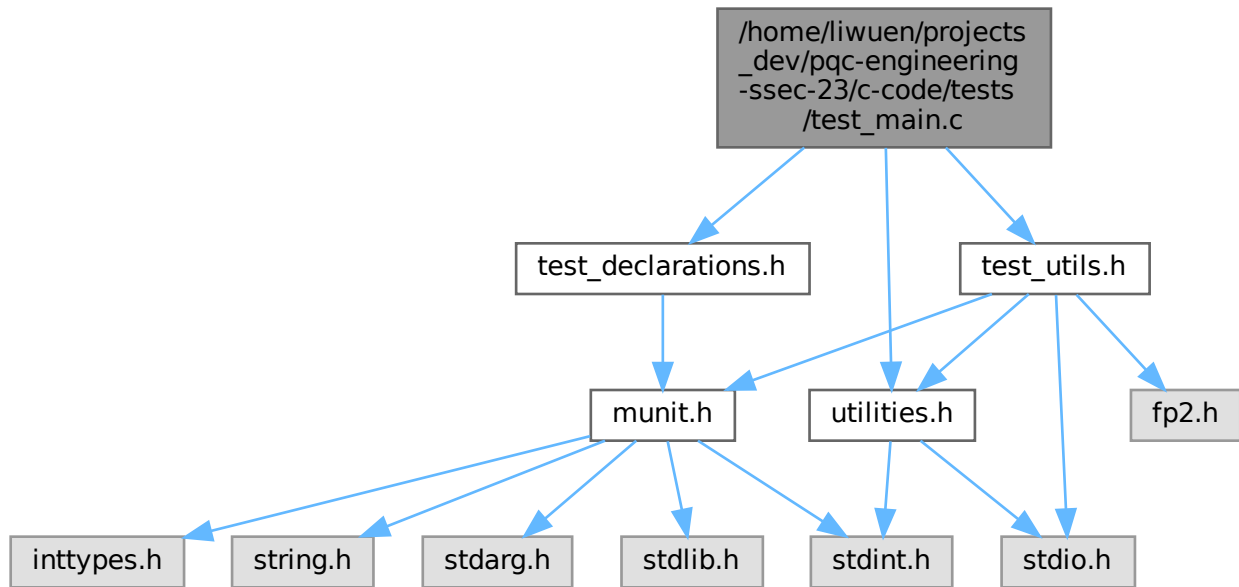 /home/liwuen/projects
_dev/pqc-engineering
-ssec-23/c-code/tests
/test_main.c
test_declarations.h
test_utils.h
munit.h
utilities.h
fp2.h
inttypes.h
string.h
stdarg.h
stdlib.h
stdint.h
stdio.h